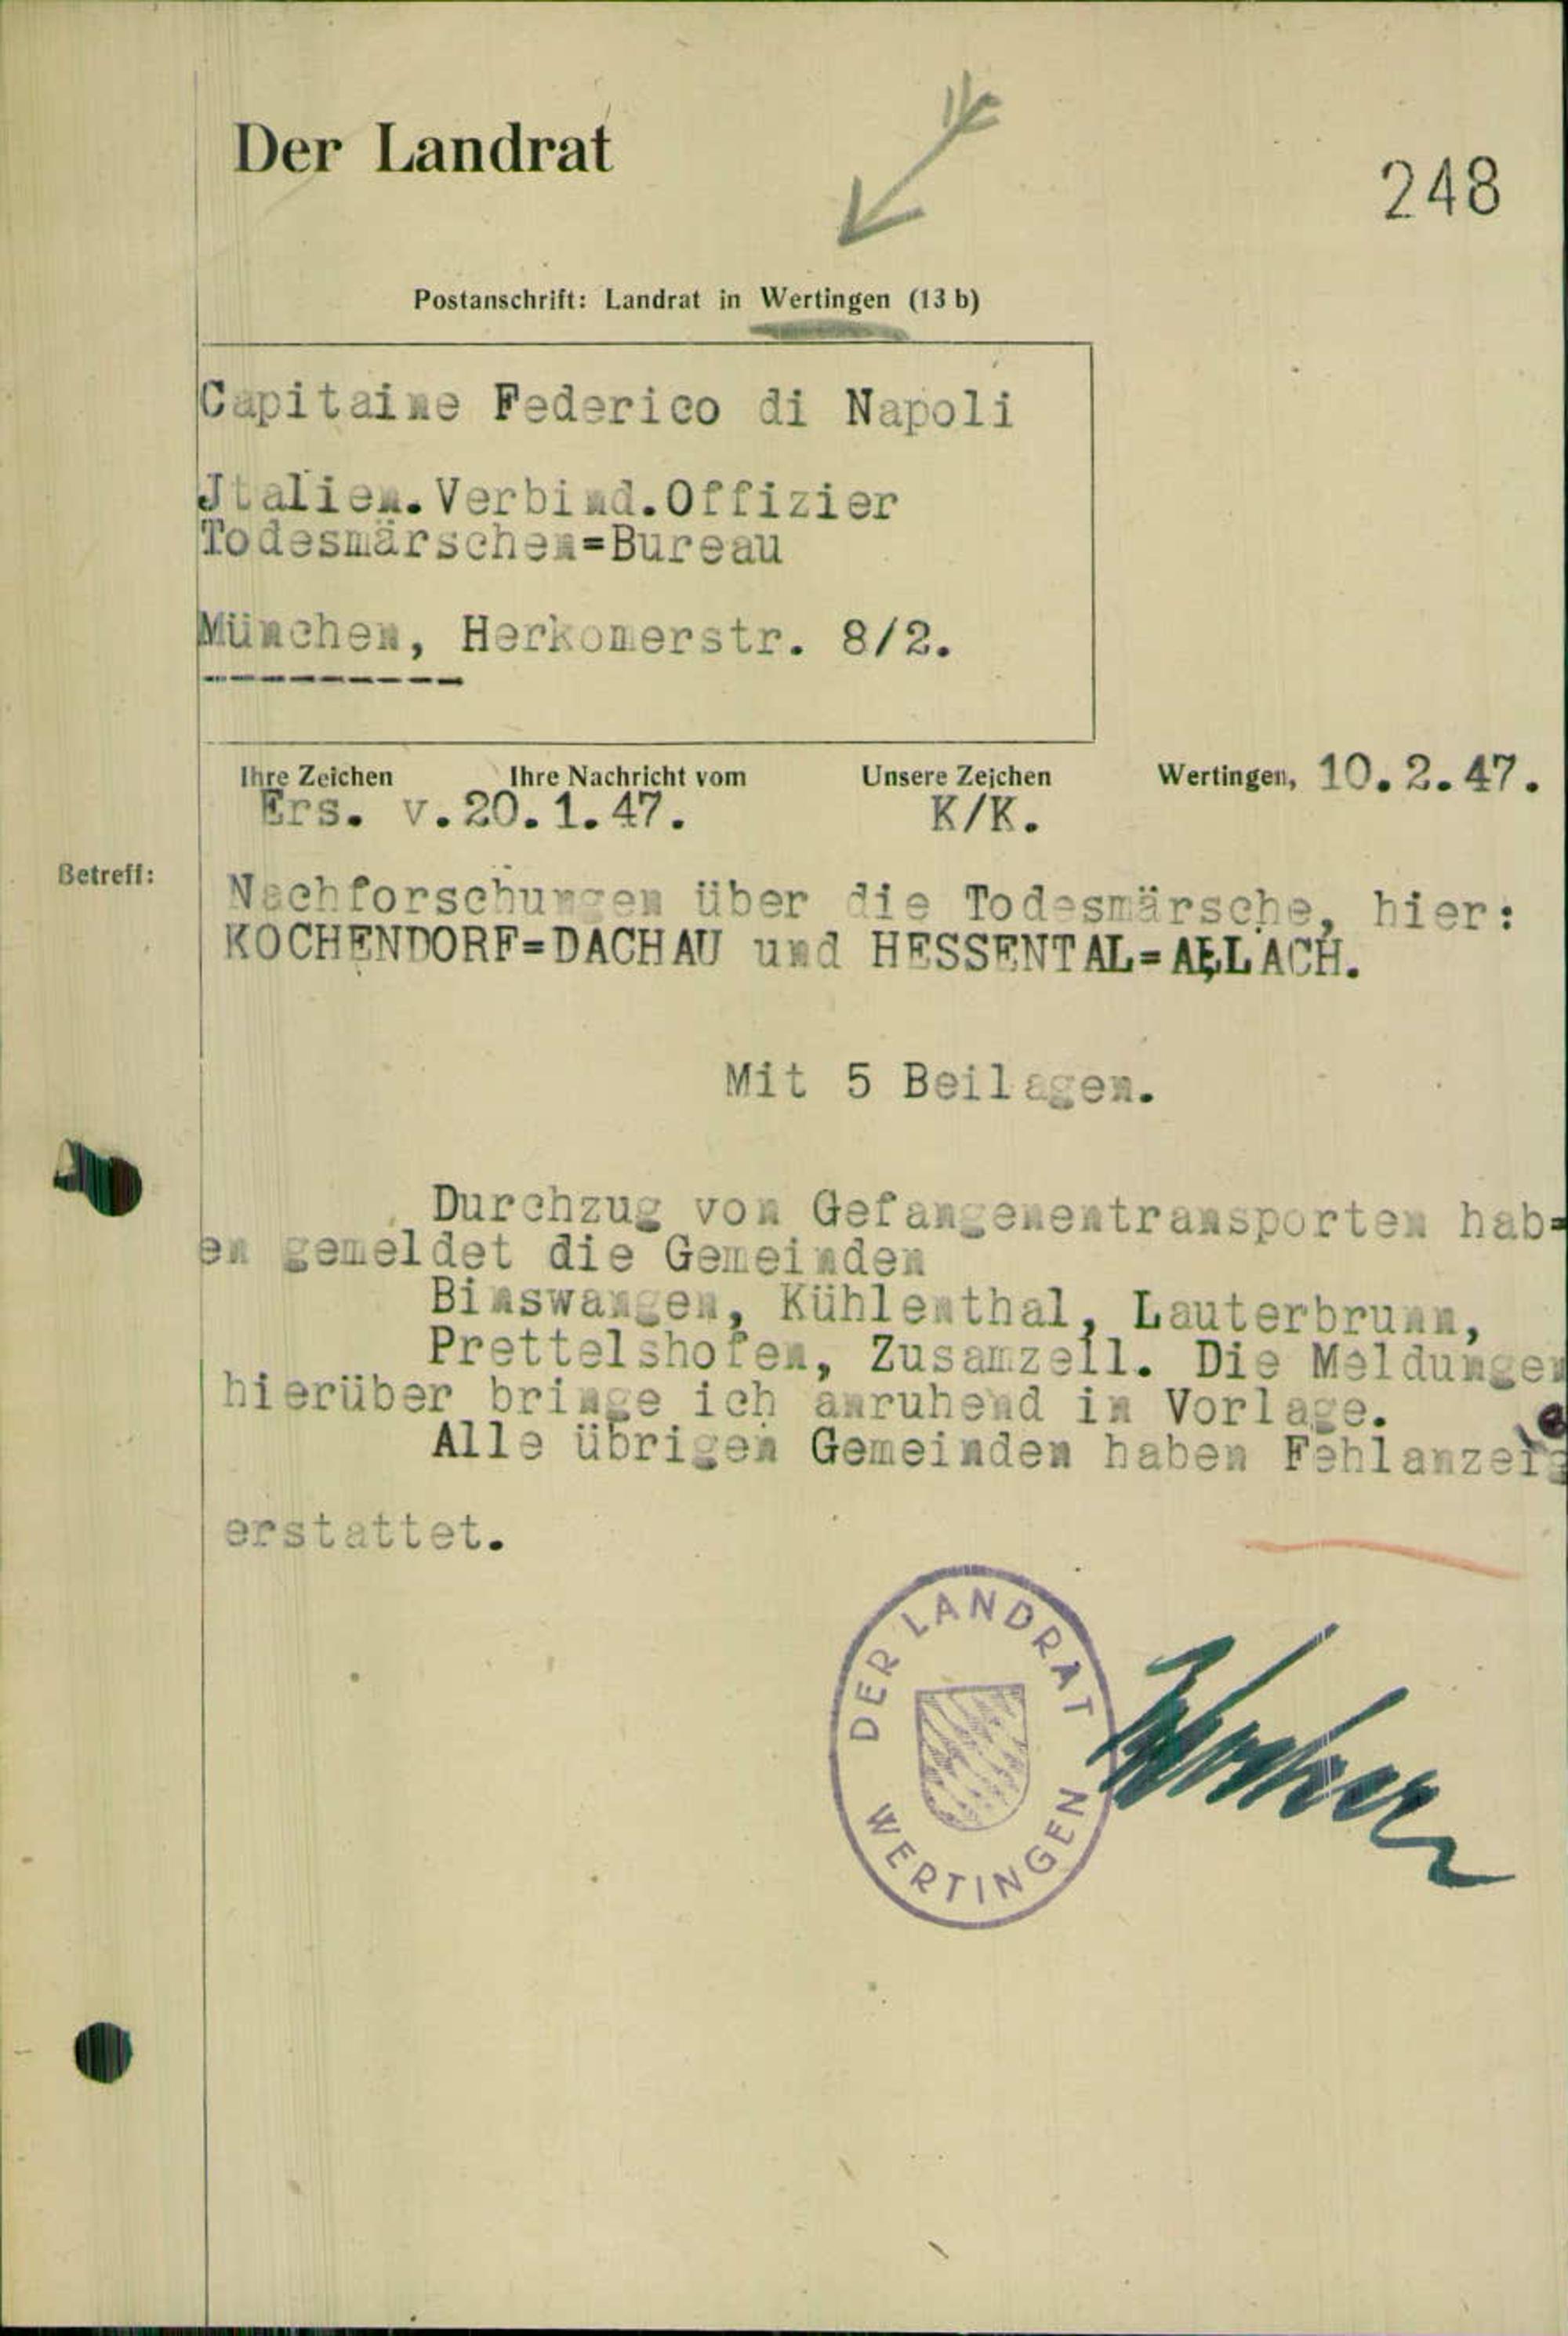 Der Landrat
248
Postanschrift: Landrat in Wertingen (13 b)
Capitaine Federico di Napoli
Jtalien.Verbind.Offizier
Todesmärschen=Bureau
München, Herkomerstr. 8/2.
Ihre Zeichen Ihre Nachricht vom Unsere Zeichen Wertingen, 10.2.47.
Ers. v.20.1.47. K/K.
Betreff:
Nachforschungen über die Todesmärsche, hier:
KOCHENDORF=DACHAU und HESSENTAL=ALLACH.
Mit 5 Beilagen.
Durchzug von Gefangenentransporten hab=
en gemeldet die Gemeinden
Binswangen, Kühlenthal, Lauterbrunn,
Prettelshofen, Zusamzell. Die Meldungen
hierüber bringe ich anruhend in Vorlage.
Alle übrigen Gemeinden haben Fehlanzeige
erstattet.
DER LANDRAT
WERTINGEN